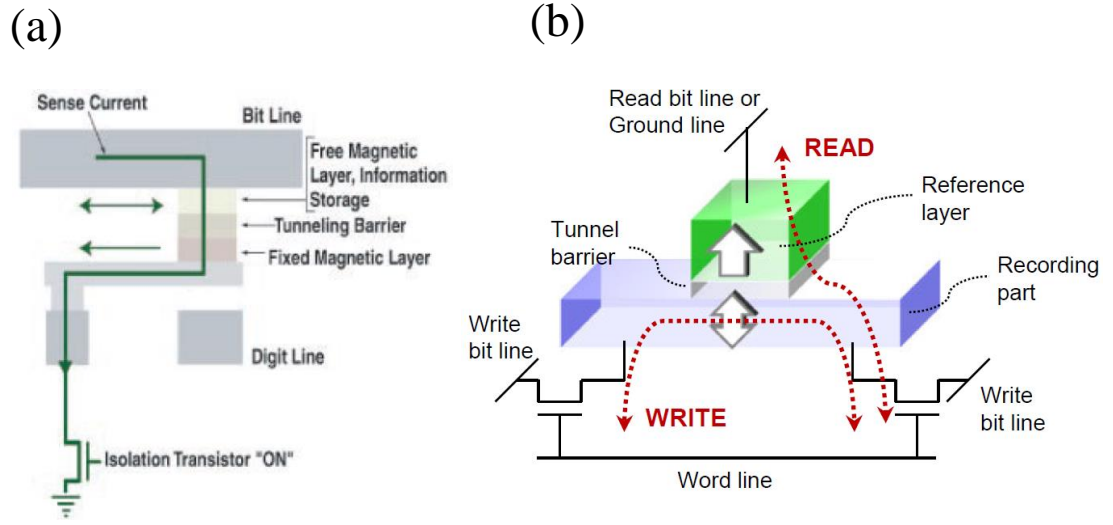 (a)
Sense Current
Bit Line
Free Magnetic
Layer, Information
Storage
Tunneling Barrier
Fixed Magnetic Layer
Digit Line
Isolation Transistor "ON"
(b)
Read bit line or
Ground line
READ
Reference
layer
Tunnel
barrier
Recording
part
Write
bit line
WRITE
Write
bit line
Word line